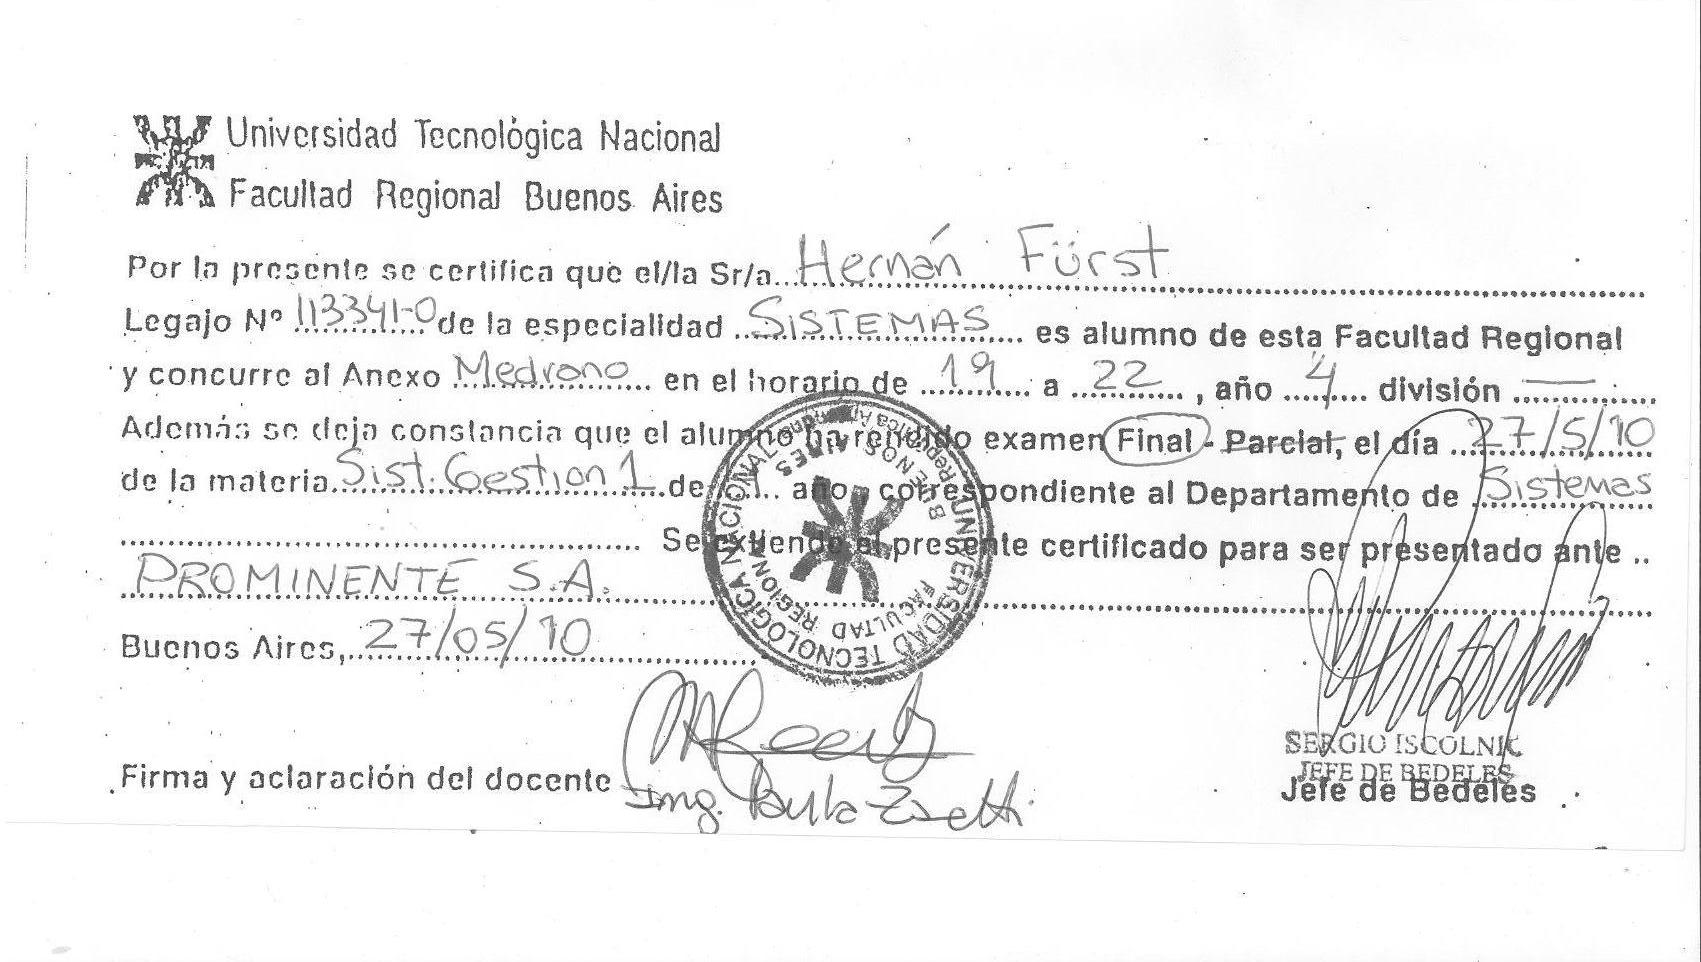 Universidad Tecnológica Nacional
Facultad Regional Buenos Aires
Por la presente se certifica que el/la Sr/a. Hernán Fürst
Legajo Nº 113341-0 de la especialidad SISTEMAS es alumno de esta Facultad Regional
y concurre al Anexo Medrano en el horario de 19 a 22, año 4 división —
Además se deja constancia que el alumno ha rendido examen Final - Parcial, el día 27/5/10
de la materia Sist. Gestion 1 de 1 año, correspondiente al Departamento de Sistemas
Se extiende el presente certificado para ser presentado ante
PROMINENTE S.A.
Buenos Aires, 27/05/10
UNIVERSIDAD TECNOLOGICA NACIONAL
FACULTAD REGIONAL BUENOS AIRES
Firma y aclaración del docente
Ing. Paula
SERGIO ISCOLNIK
JEFE DE BEDELES
Jefe de Bedeles